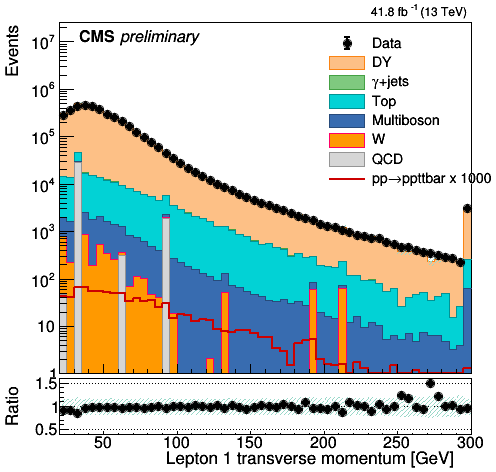 41.8 fb⁻¹ (13 TeV)
CMS preliminary
Events
10⁷
10⁶
10⁵
10⁴
10³
10²
10
1
Data
DY
γ+jets
Top
Multiboson
W
QCD
pp→ppttbar x 1000
Ratio
1.5
1
0.5
50 100 150 200 250 300
Lepton 1 transverse momentum [GeV]